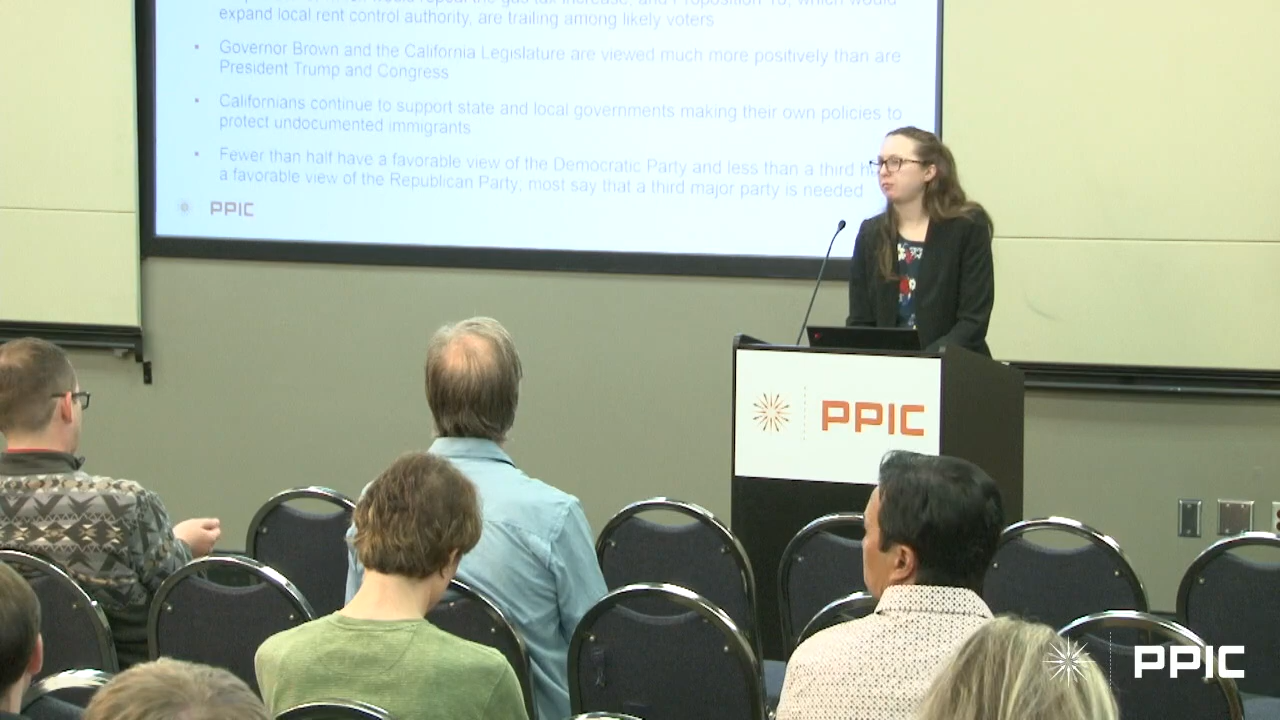 expand local rent control authority, are trailing among likely voters
Governor Brown and the California Legislature are viewed much more positively than are
President Trump and Congress
Californians continue to support state and local governments making their own policies to
protect undocumented immigrants
Fewer than half have a favorable view of the Democratic Party and less than a third
a favorable view of the Republican Party; most say that a third major party is needed
PPIC
PPIC
PPIC